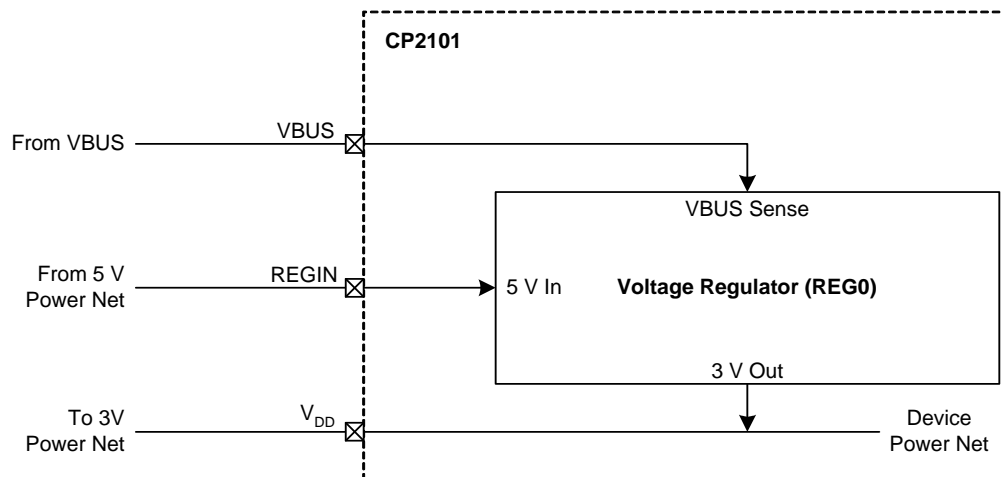 CP2101
VBUS
From VBUS
VBUS Sense
From 5 V
Power Net
REGIN
5 V In
Voltage Regulator (REG0)
3 V Out
To 3V
Power Net
VDD
Device
Power Net